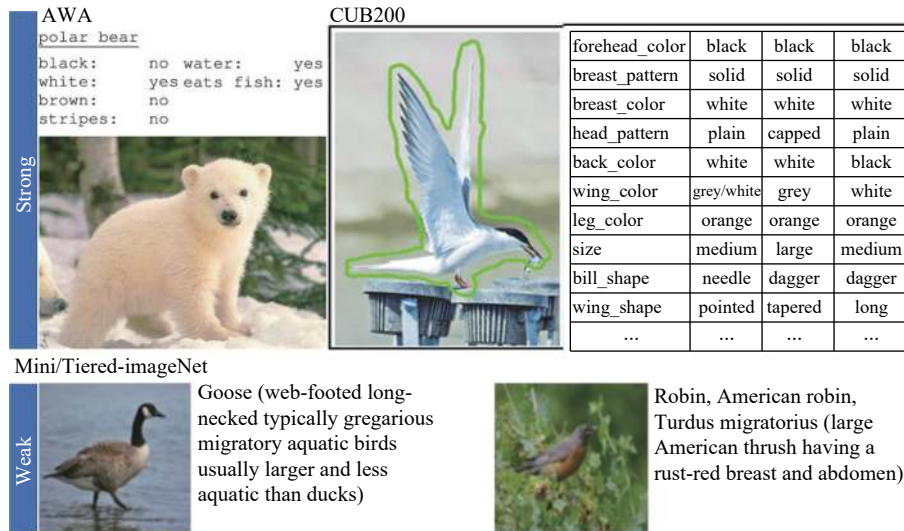 AWA
CUB200
polar bear
black: no water: yes
white: yes eats fish: yes
brown: no
stripes: no
Strong
forehead_color black black black
breast_pattern solid solid solid
breast_color white white white
head_pattern plain capped plain
back_color white white black
wing_color grey/white grey white
leg_color orange orange orange
size medium large medium
bill_shape needle dagger dagger
wing_shape pointed tapered long
... ... ... ...
Mini/Tiered-imageNet
Weak
Goose (web-footed long-
necked typically gregarious
migratory aquatic birds
usually larger and less
aquatic than ducks)
Robin, American robin,
Turdus migratorius (large
American thrush having a
rust-red breast and abdomen)